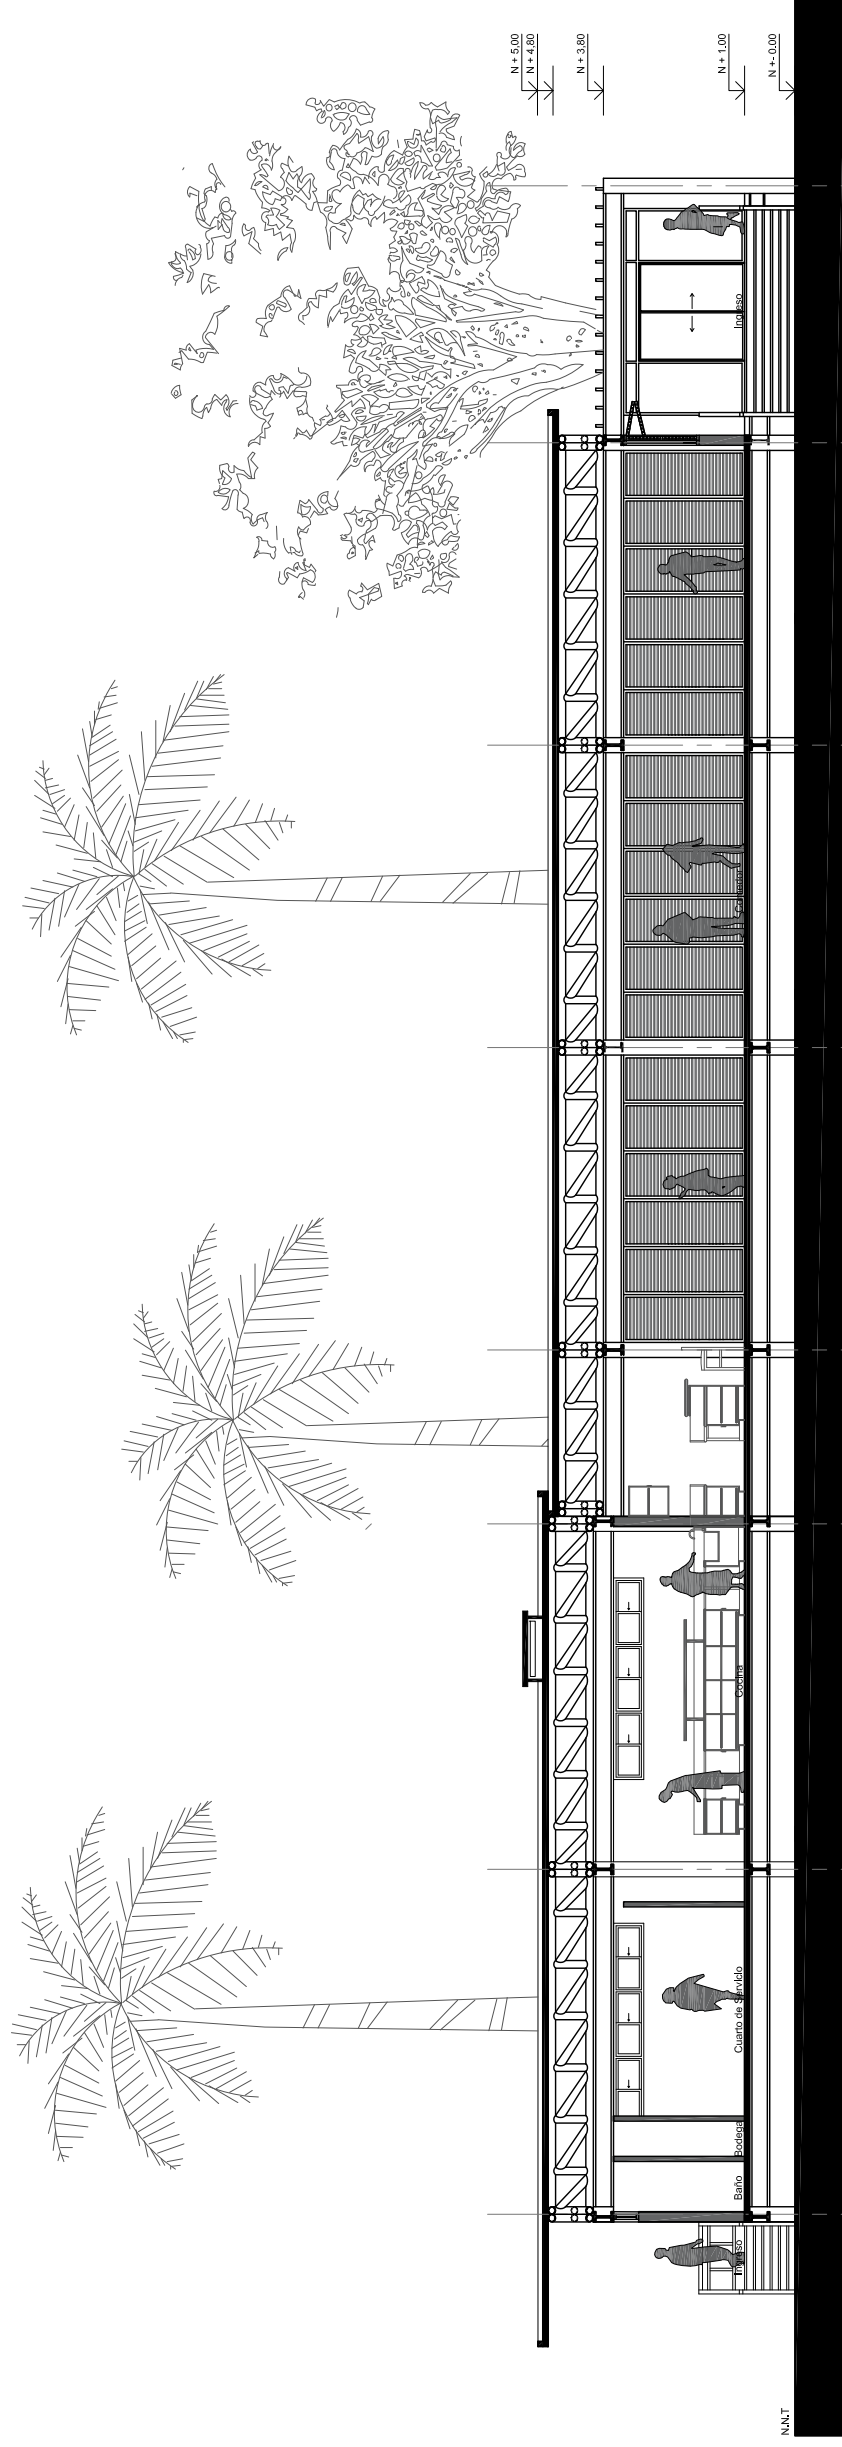 N + 5,00
N + 4,80
N + 3,80
N + 1.00
N +- 0.00
N.N.T
Ingreso
Baño
Bodega
Cuarto de Servicio
Cocina
Comedor
Ingreso